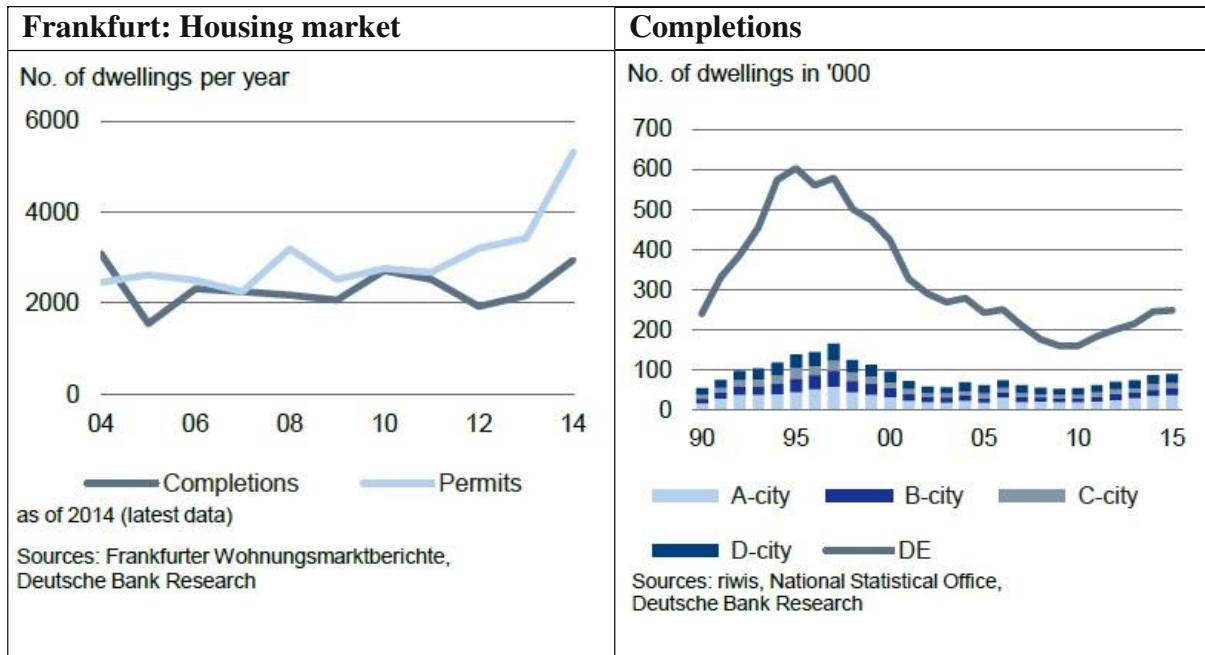 Frankfurt: Housing market
No. of dwellings per year
6000
4000
2000
0
04 06 08 10 12 14
Completions Permits
as of 2014 (latest data)
Sources: Frankfurter Wohnungsmarktberichte,
Deutsche Bank Research
Completions
No. of dwellings in '000
700
600
500
400
300
200
100
0
90 95 00 05 10 15
A-city B-city C-city
D-city DE
Sources: riwis, National Statistical Office,
Deutsche Bank Research